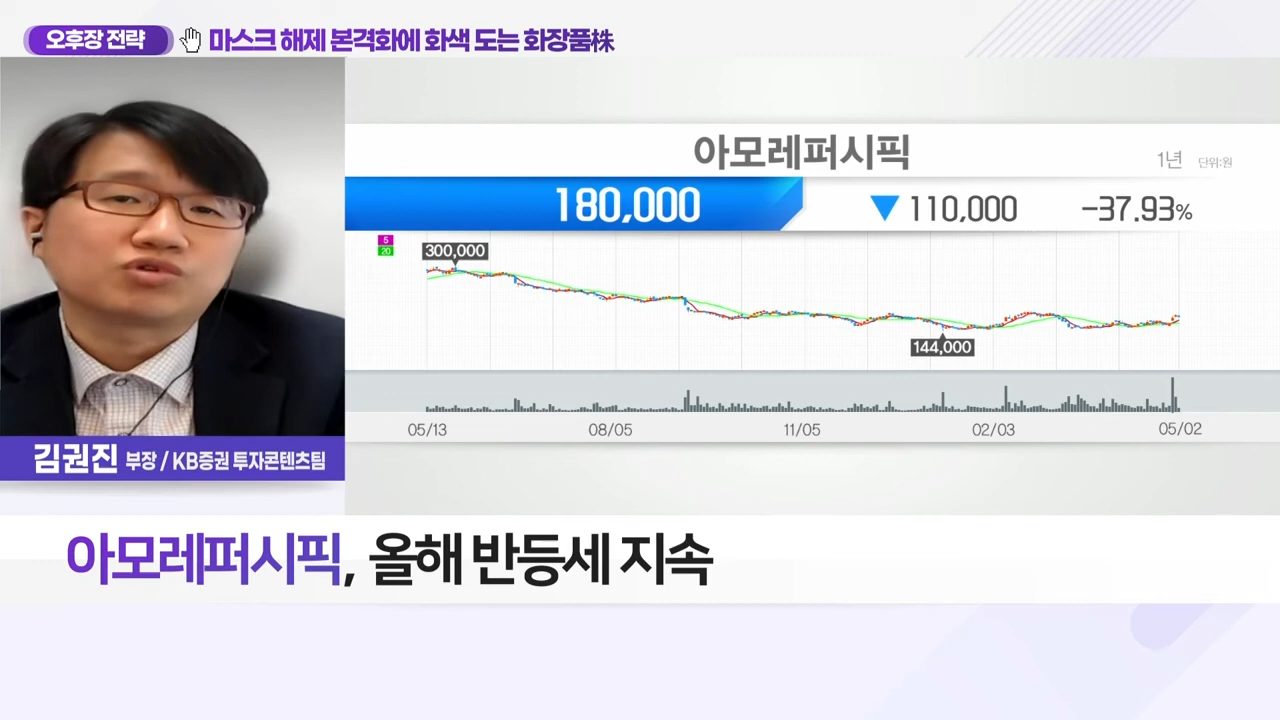 오후장 전략 마스크 해제 본격화에 화색 도는 화장품株
아모레퍼시픽
1년 단위:원
180,000 ▼ 110,000 -37.93%
5
20
300,000
144,000
05/13 08/05 11/05 02/03 05/02
김권진 부장 / KB증권 투자콘텐츠팀
아모레퍼시픽, 올해 반등세 지속